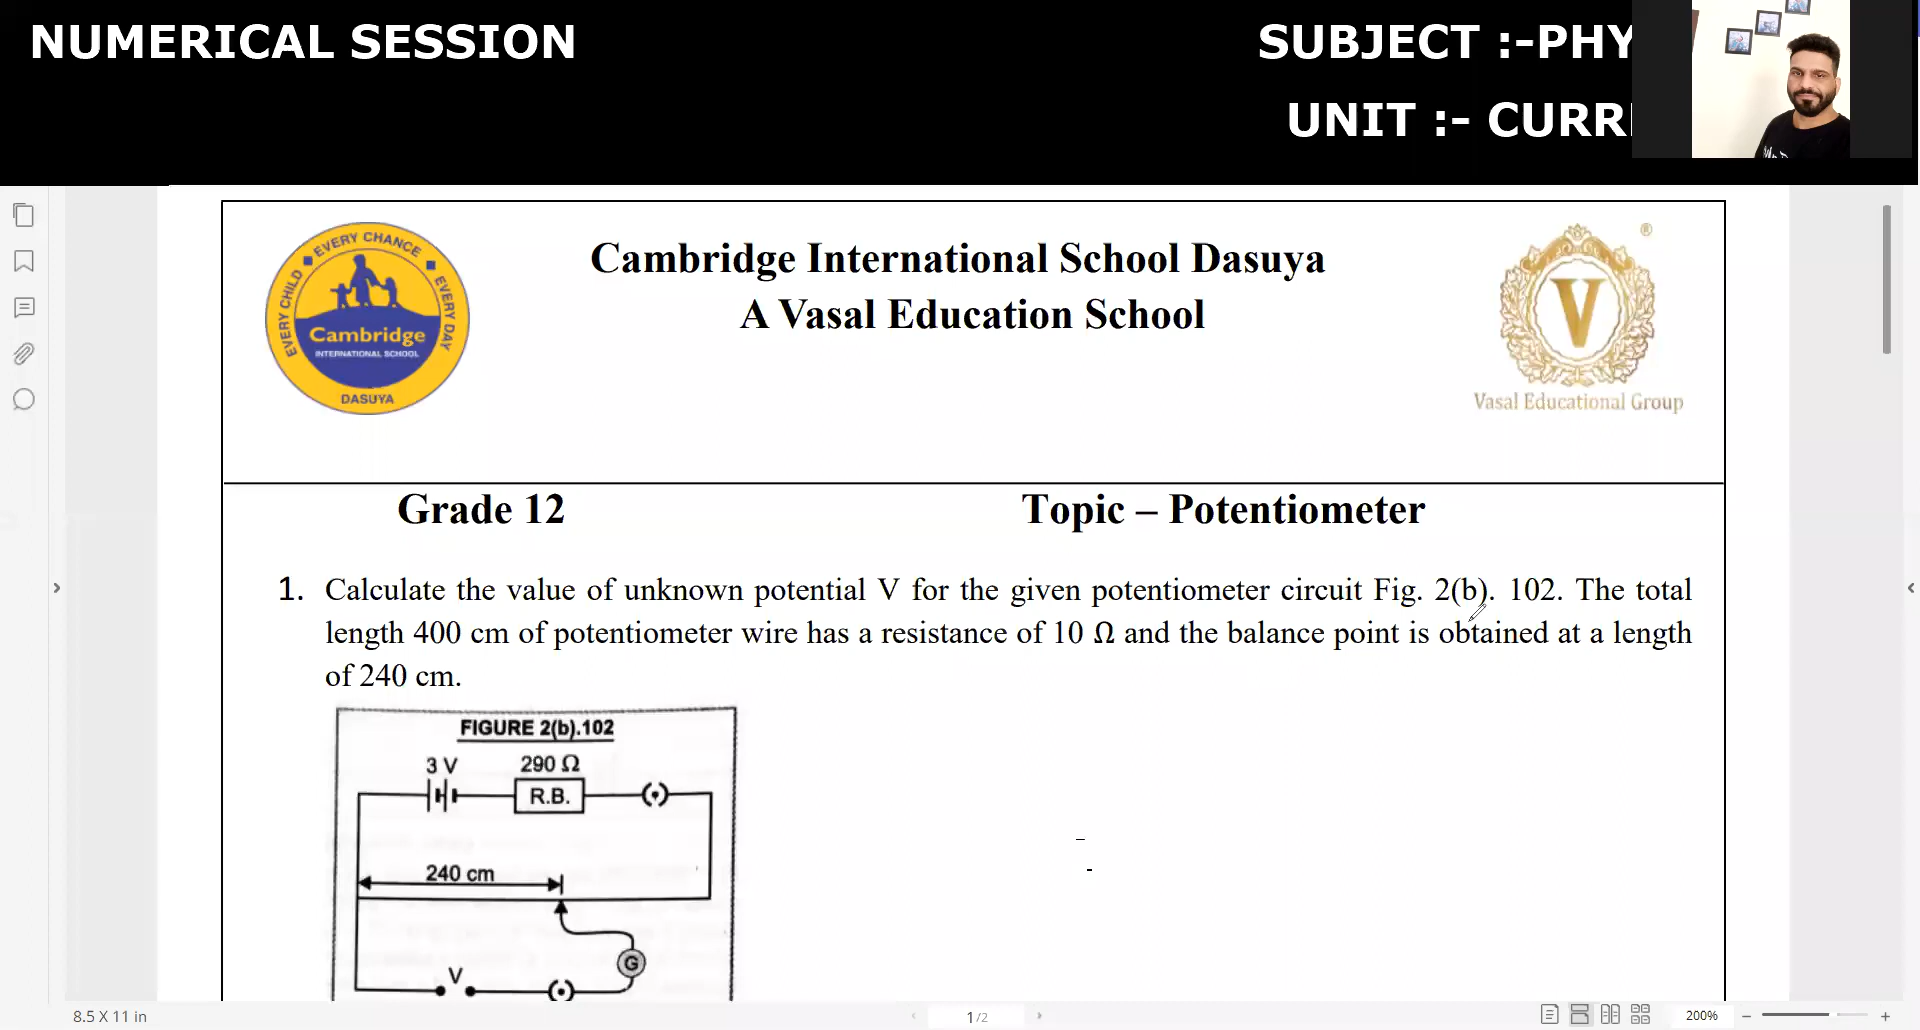 NUMERICAL SESSION
SUBJECT :-PHY
UNIT :- CURR
EVERY CHILD ■ EVERY CHANCE ■ EVERY DAY
Cambridge
INTERNATIONAL SCHOOL
DASUYA
Cambridge International School Dasuya
A Vasal Education School
V
®
Vasal Educational Group
Grade 12
Topic – Potentiometer
1. Calculate the value of unknown potential V for the given potentiometer circuit Fig. 2(b). 102. The total
length 400 cm of potentiometer wire has a resistance of 10 Ω and the balance point is obtained at a length
of 240 cm.
FIGURE 2(b).102
3 V
290 Ω
R.B.
240 cm
G
V
8.5 X 11 in
1/2
200%